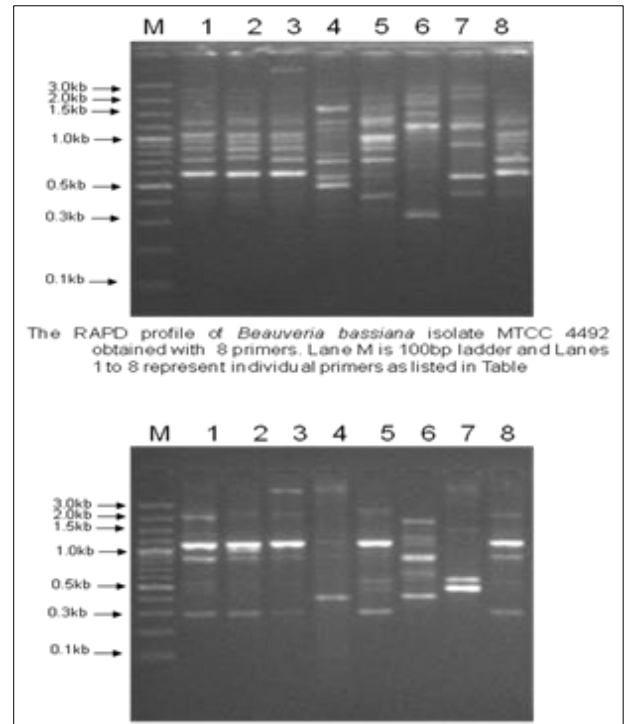 M 1 2 3 4 5 6 7 8
3.0kb
2.0kb
1.5kb
1.0kb
0.5kb
0.3kb
0.1kb
The RAPD profile of Beauveria bassiana isolate MTCC 4492
obtained with 8 primers. Lane M is 100bp ladder and Lanes
1 to 8 represent individual primers as listed in Table
M 1 2 3 4 5 6 7 8
3.0kb
2.0kb
1.5kb
1.0kb
0.5kb
0.3kb
0.1kb